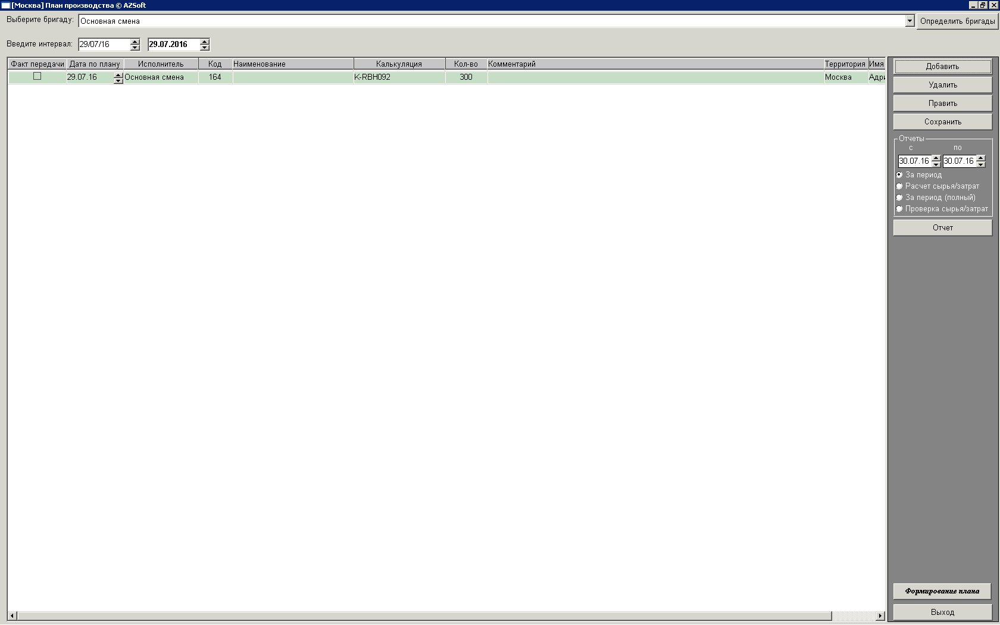 [Москва] План производства © AZSoft
Выберите бригаду: Основная смена Определить бригады
Введите интервал: 29/07/16 29.07.2016
Факт передачи Дата по плану Исполнитель Код Наименование Калькуляция Кол-во Комментарий Территория Имя
29.07.16 Основная смена 164 K-RBH092 300 Москва Адри
Добавить
Удалить
Править
Сохранить
Отчеты
с по
30.07.16 30.07.16
За период
Расчет сырья/затрат
За период (полный)
Проверка сырья/затрат
Отчет
Формирование плана
Выход